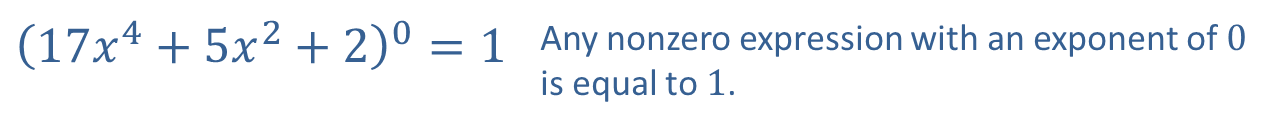 (17x⁴ + 5x² + 2)⁰ = 1 Any nonzero expression with an exponent of 0
is equal to 1.